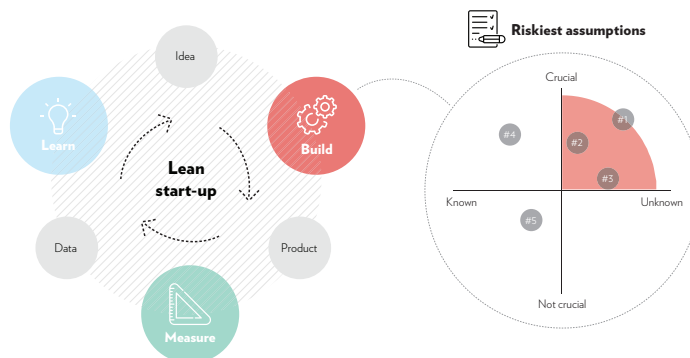 Idea
Learn
Build
Lean
start-up
Data
Product
Measure
Riskiest assumptions
Crucial
#1
#4
#2
#3
Known
Unknown
#5
Not crucial